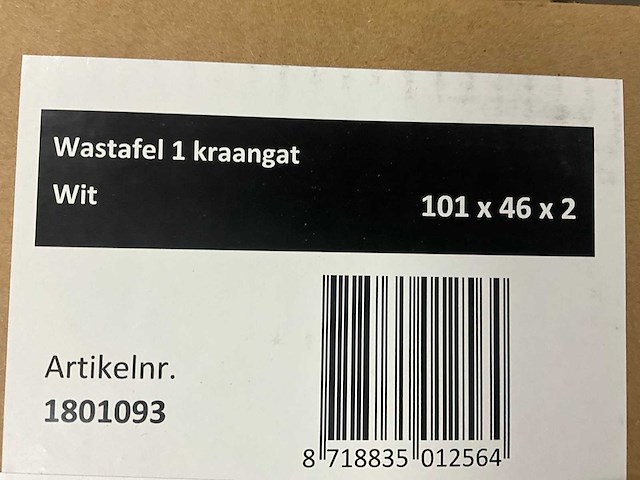 Wastafel 1 kraangat
Wit
101 x 46 x 2
Artikelnr.
1801093
8 718835 012564